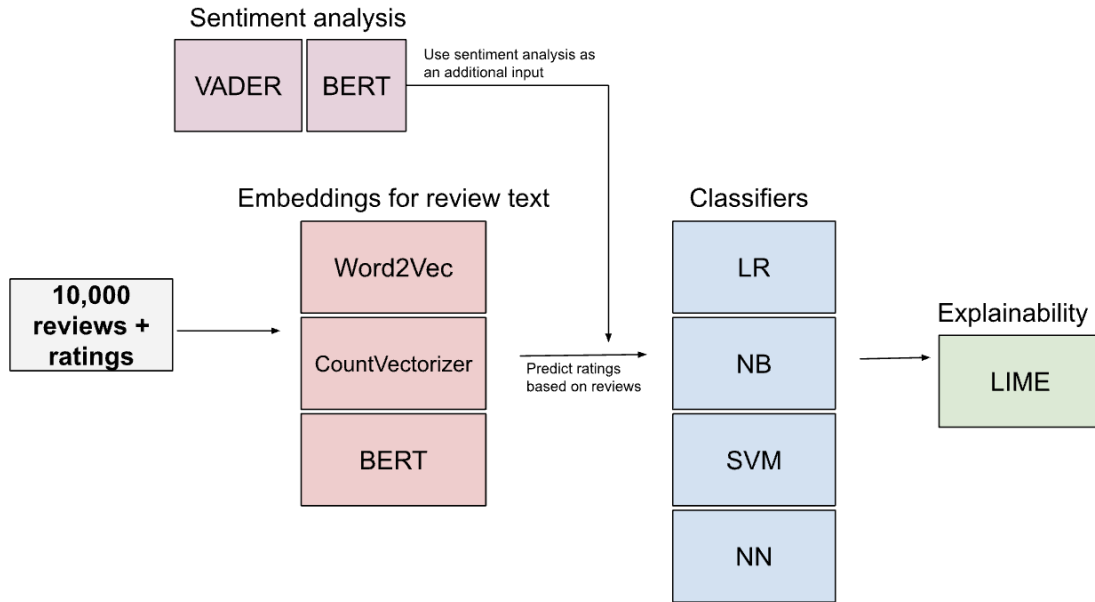 Sentiment analysis
VADER
BERT
Use sentiment analysis as
an additional input
Embeddings for review text
Word2Vec
CountVectorizer
BERT
10,000
reviews +
ratings
Predict ratings
based on reviews
Classifiers
LR
NB
SVM
NN
Explainability
LIME